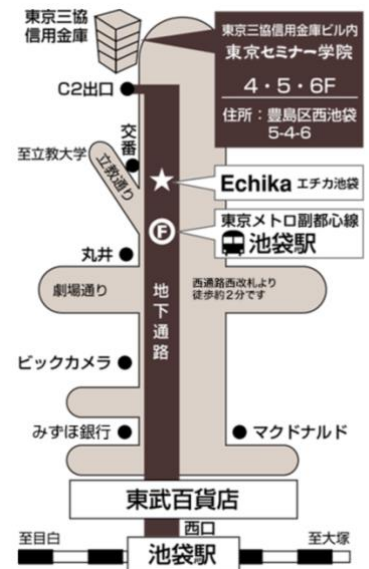 東京三協
信用金庫
東京三協信用金庫ビル内
東京セミナー学院
4・5・6F
住所：豊島区西池袋
5-4-6
C2出口
交番
至立教大学
立教通り
Echika エチカ池袋
F
東京メトロ副都心線
池袋駅
丸井
劇場通り
地下通路
西通路西改札より
徒歩約2分です
ビックカメラ
みずほ銀行
マクドナルド
東武百貨店
西口
至目白
至大塚
池袋駅